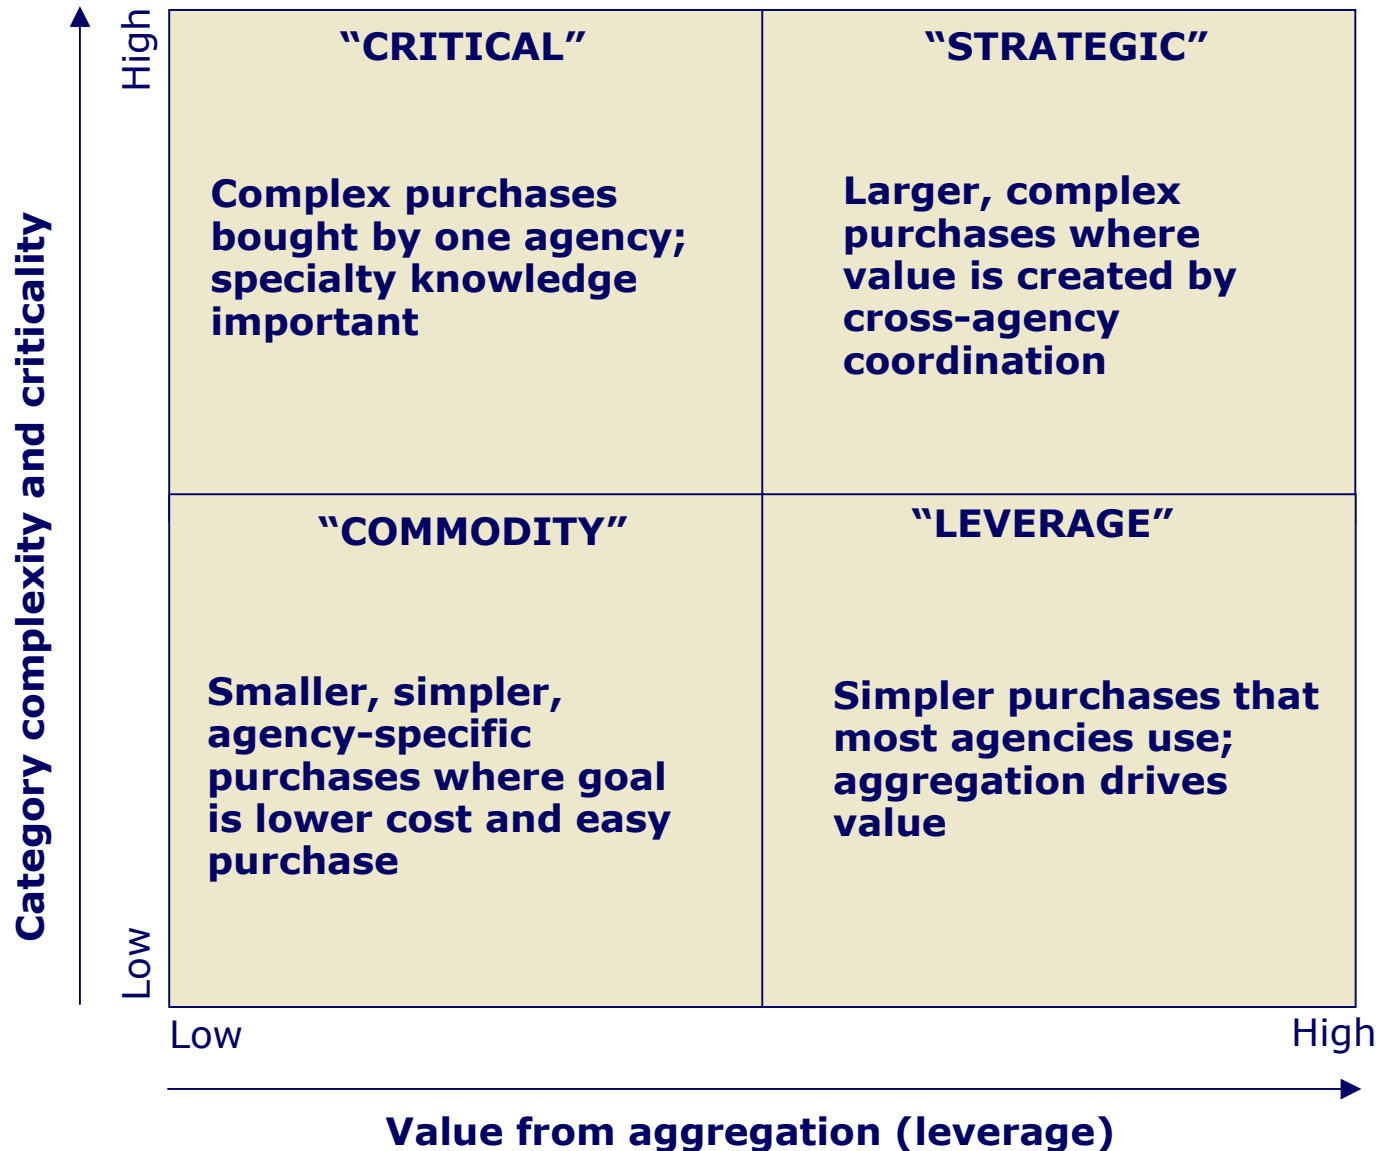 Category complexity and criticality
High
Low
“CRITICAL”
Complex purchases
bought by one agency;
specialty knowledge
important
“STRATEGIC”
Larger, complex
purchases where
value is created by
cross-agency
coordination
“COMMODITY”
Smaller, simpler,
agency-specific
purchases where goal
is lower cost and easy
purchase
“LEVERAGE”
Simpler purchases that
most agencies use;
aggregation drives
value
Low
High
Value from aggregation (leverage)